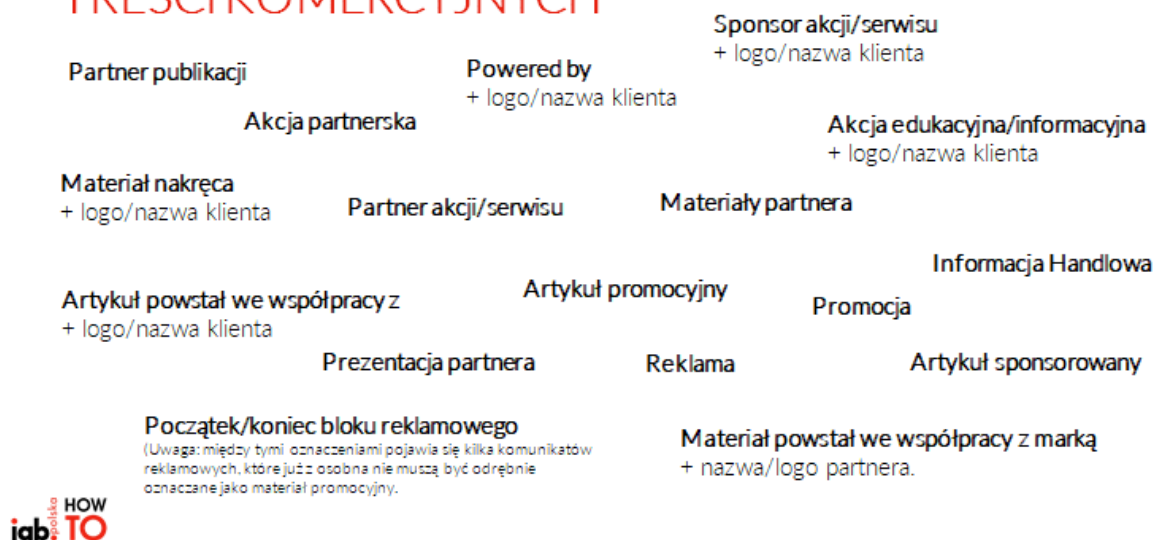 TREŚCI KOMERCYJNYCH
Sponsor akcji/serwisu
+ logo/nazwa klienta
Partner publikacji
Powered by
+ logo/nazwa klienta
Akcja partnerska
Akcja edukacyjna/informacyjna
+ logo/nazwa klienta
Materiał nakręca
+ logo/nazwa klienta
Partner akcji/serwisu
Materiały partnera
Informacja Handlowa
Artykuł powstał we współpracy z
+ logo/nazwa klienta
Artykuł promocyjny
Promocja
Prezentacja partnera
Reklama
Artykuł sponsorowany
Początek/koniec bloku reklamowego
(Uwaga: między tymi oznaczeniami pojawia się kilka komunikatów
reklamowych, które już z osobna nie muszą być odrębnie
oznaczane jako materiał promocyjny.
Materiał powstał we współpracy z marką
+ nazwa/logo partnera.
iab polska HOW
TO